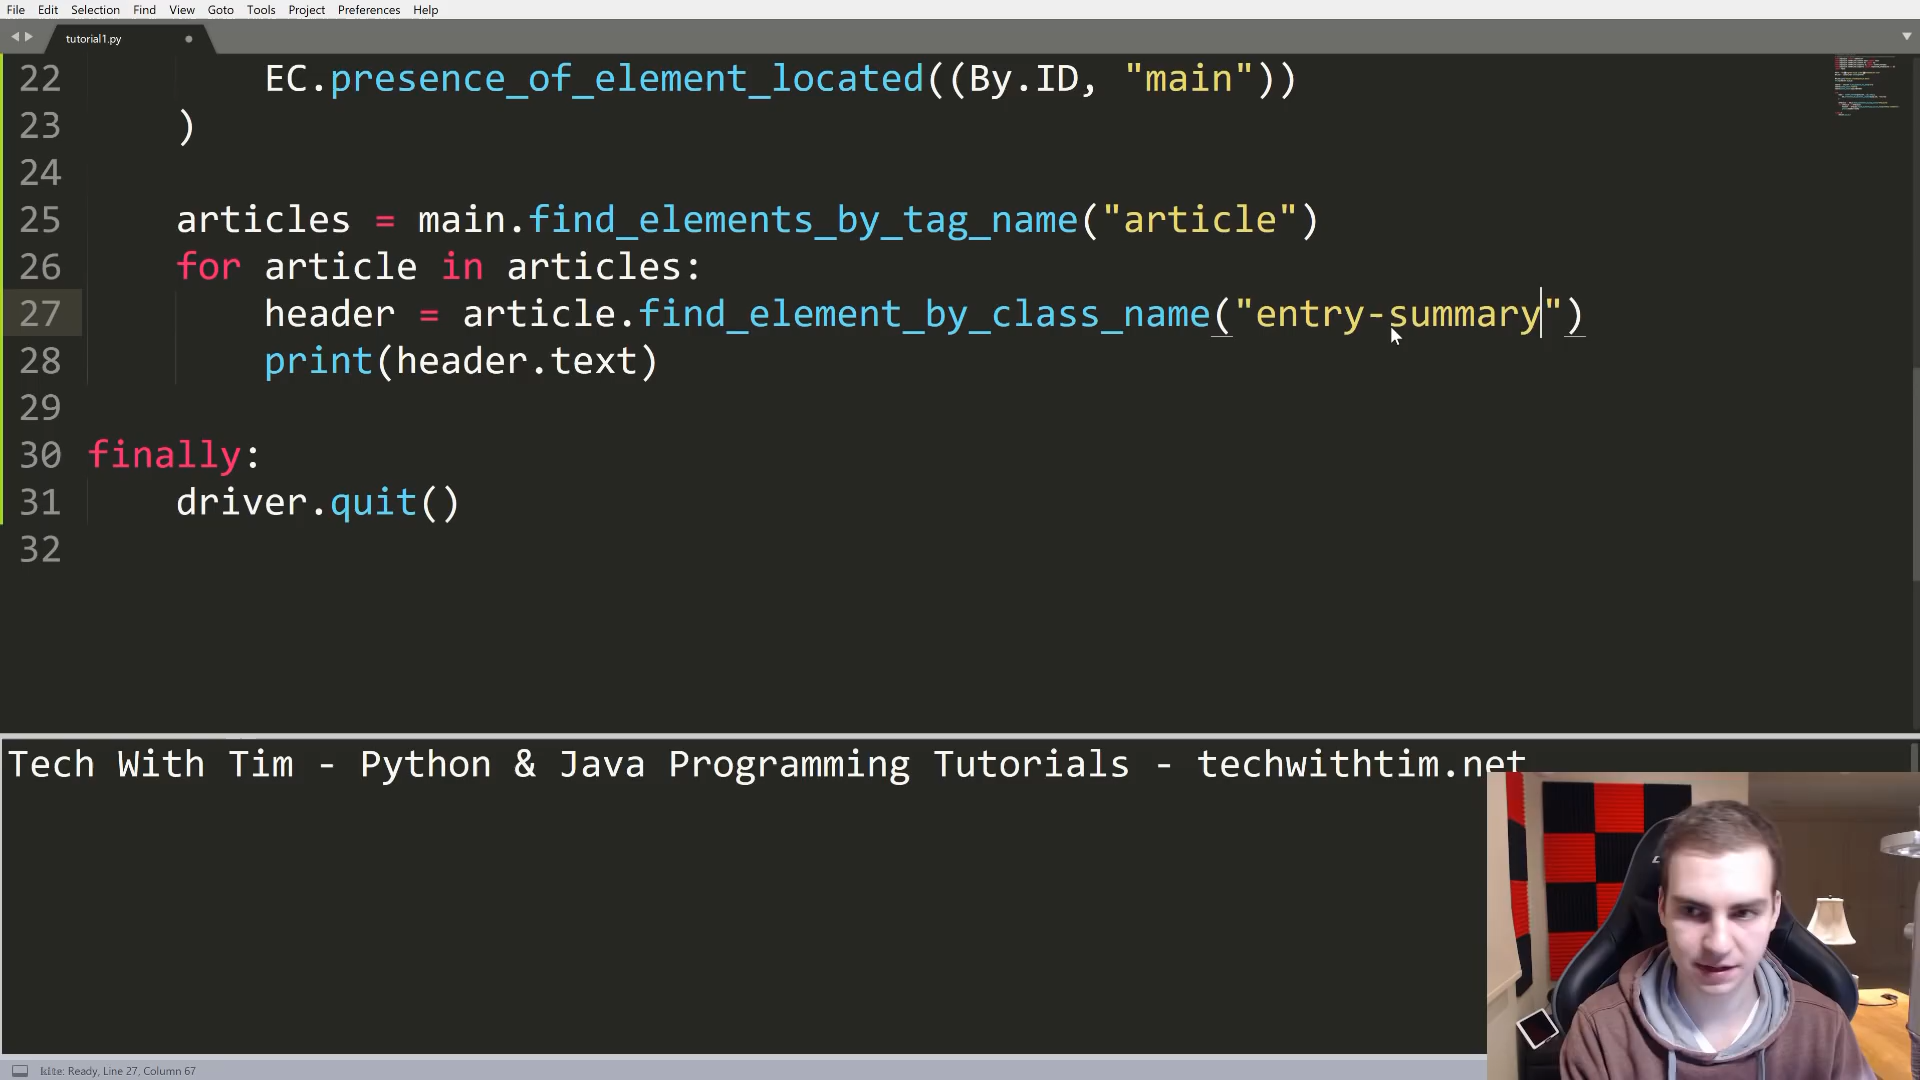 File Edit Selection Find View Goto Tools Project Preferences Help
tutorial1.py
22 EC.presence_of_element_located((By.ID, "main"))
23 )
24
25 articles = main.find_elements_by_tag_name("article")
26 for article in articles:
27 header = article.find_element_by_class_name("entry-summary")
28 print(header.text)
29
30 finally:
31 driver.quit()
32
Tech With Tim - Python & Java Programming Tutorials - techwithtim.net
kite: Ready, Line 27, Column 67